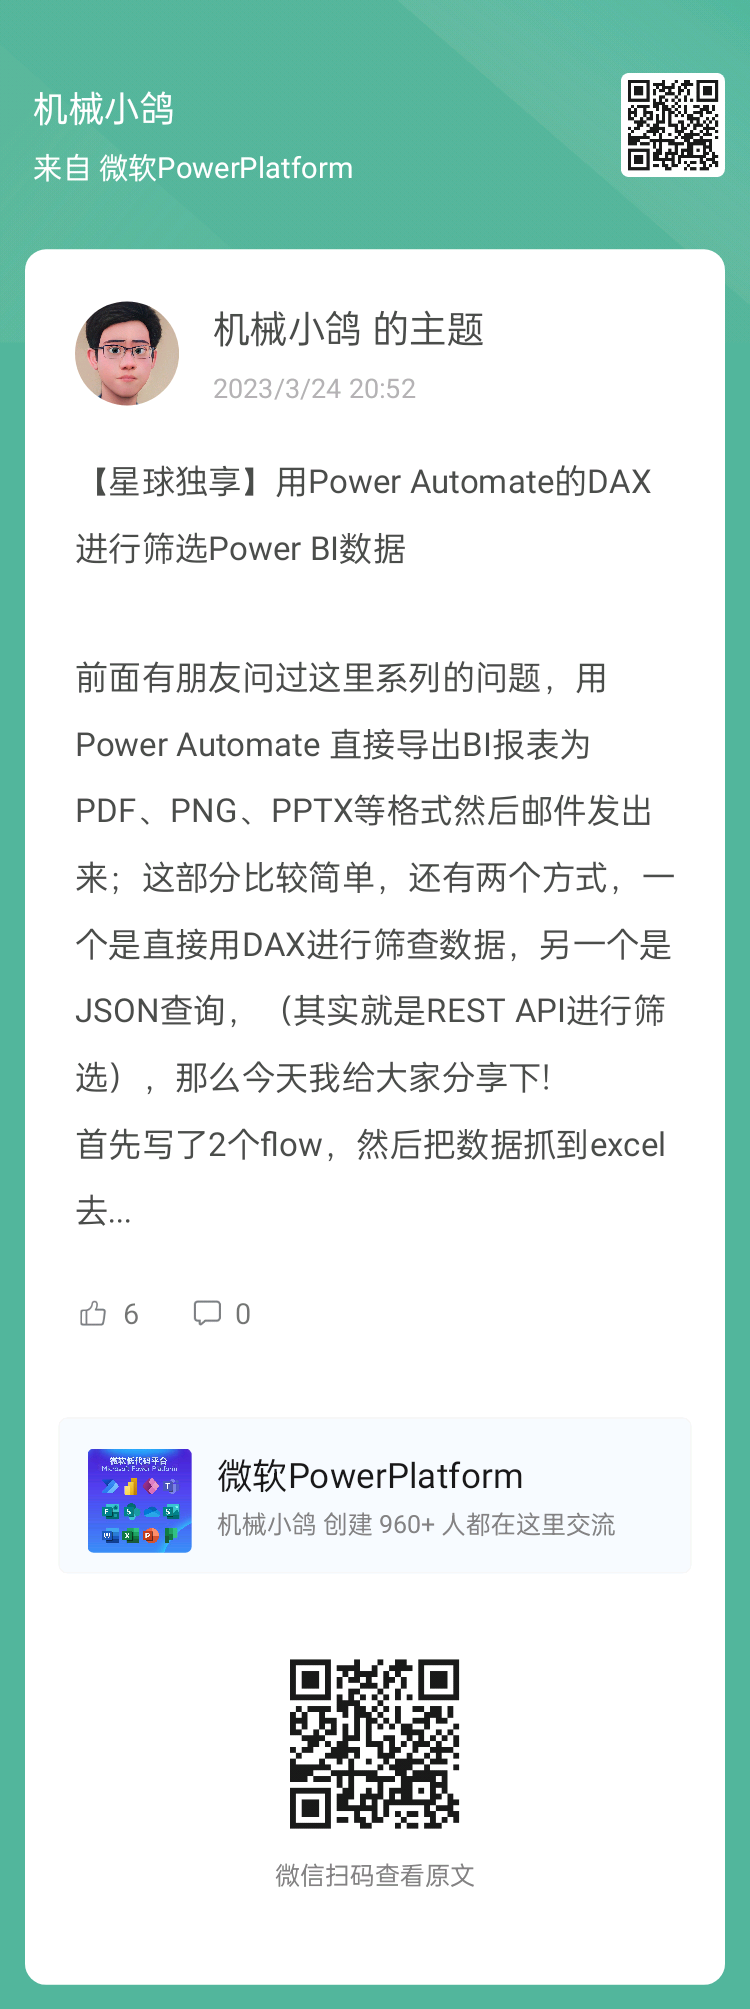 机械小鸽
来自 微软PowerPlatform
机械小鸽 的主题
2023/3/24 20:52
【星球独享】用Power Automate的DAX
进行筛选Power BI数据
前面有朋友问过这里系列的问题，用
Power Automate 直接导出BI报表为
PDF、PNG、PPTX等格式然后邮件发出
来；这部分比较简单，还有两个方式，一
个是直接用DAX进行筛查数据，另一个是
JSON查询，（其实就是REST API进行筛
选），那么今天我给大家分享下!
首先写了2个flow，然后把数据抓到excel
去...
6
0
微软低代码平台
Microsoft Power Platform
微软PowerPlatform
机械小鸽 创建 960+ 人都在这里交流
微信扫码查看原文